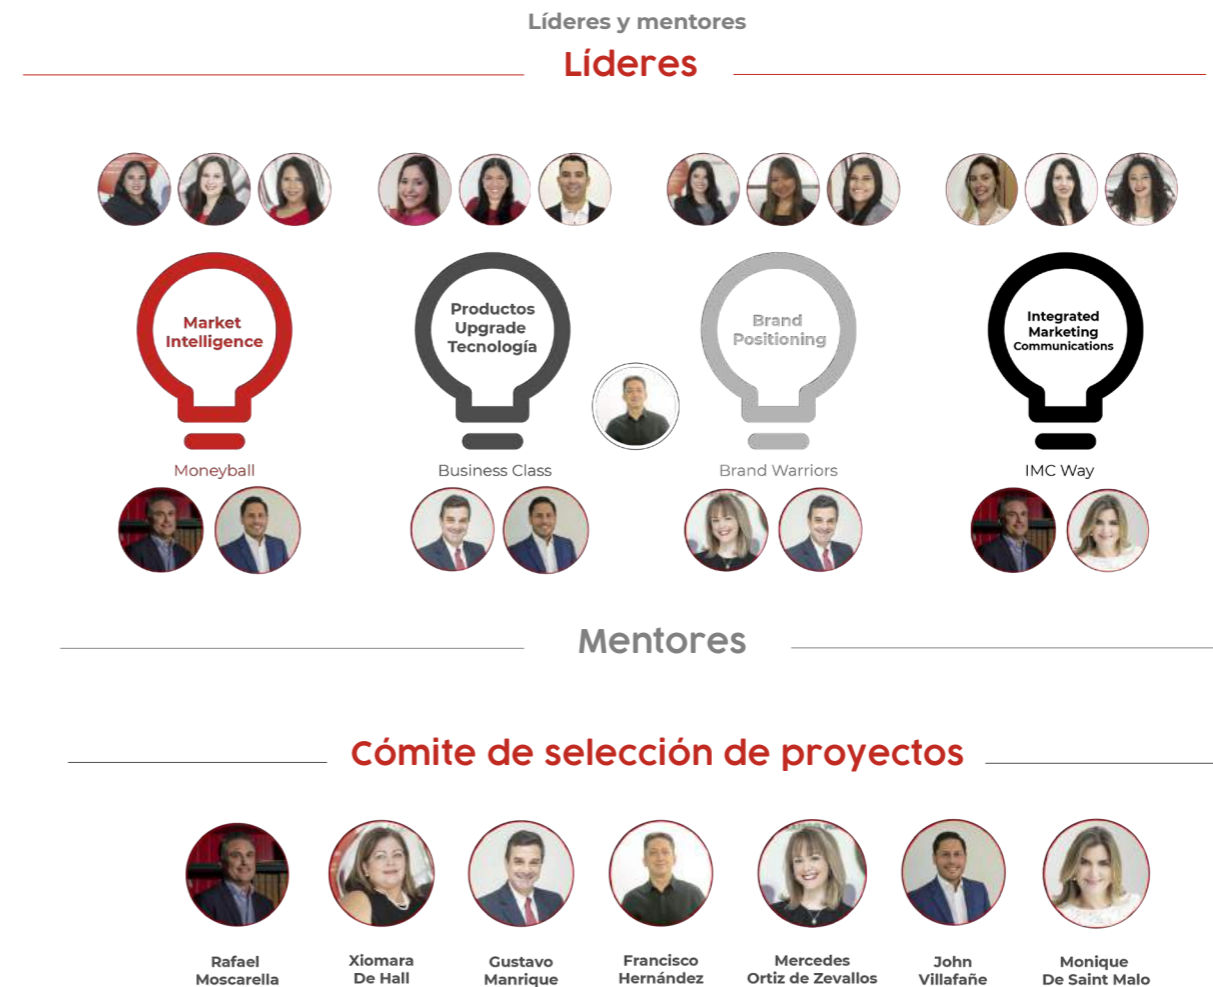 Líderes y mentores
Líderes
Market
Intelligence
Productos
Upgrade
Tecnología
Brand
Positioning
Integrated
Marketing
Communications
Moneyball
Business Class
Brand Warriors
IMC Way
Mentores
Cómite de selección de proyectos
Rafael
Moscarella
Xiomara
De Hall
Gustavo
Manrique
Francisco
Hernández
Mercedes
Ortiz de Zevallos
John
Villafañe
Monique
De Saint Malo